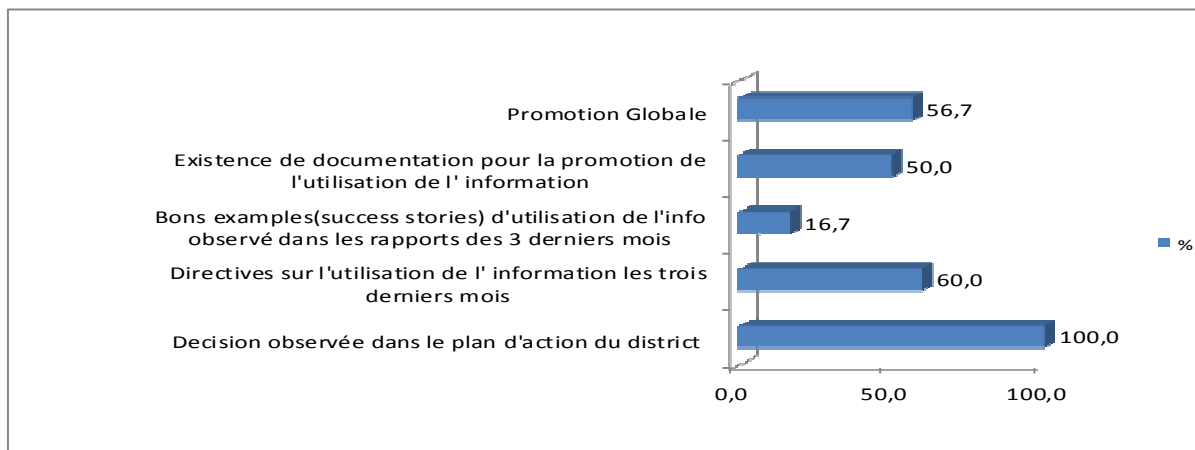 Promotion Globale
56,7
Existence de documentation pour la promotion de
l'utilisation de l' information
50,0
Bons examples(success stories) d'utilisation de l'info
observé dans les rapports des 3 derniers mois
16,7
Directives sur l'utilisation de l' information les trois
derniers mois
60,0
Decision observée dans le plan d'action du district
100,0
0,0
50,0
100,0
%